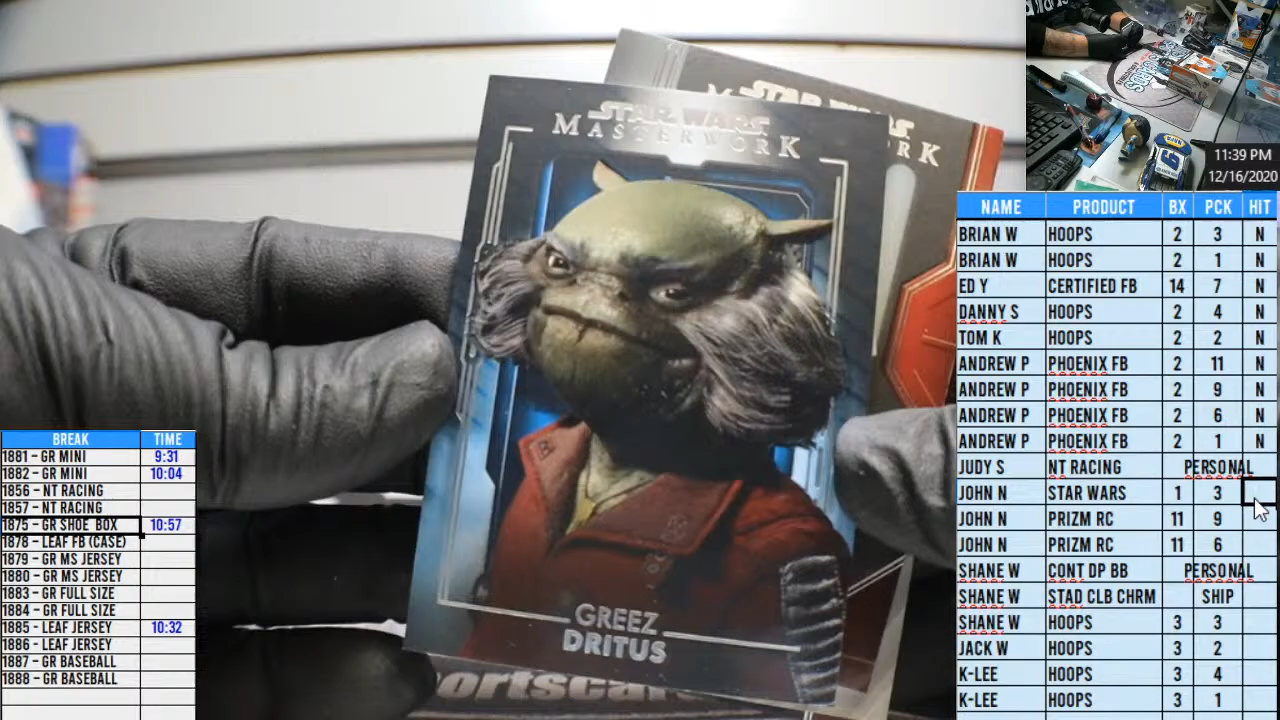 STAR WARS
MASTERWORK
STAR WARS
RK
GREEZ
DRITUS
ortscar
6
11:39 PM
12/16/2020
NAME PRODUCT BX PCK HIT
BRIAN W HOOPS 2 3 N
BRIAN W HOOPS 2 1 N
ED Y CERTIFIED FB 14 7 N
DANNY S HOOPS 2 4 N
TOM K HOOPS 2 2 N
ANDREW P PHOENIX FB 2 11 N
ANDREW P PHOENIX FB 2 9 N
ANDREW P PHOENIX FB 2 6 N
ANDREW P PHOENIX FB 2 1 N
JUDY S NT RACING PERSONAL
JOHN N STAR WARS 1 3
JOHN N PRIZM RC 11 9
JOHN N PRIZM RC 11 6
SHANE W CONT DP BB PERSONAL
SHANE W STAD CLB CHRM SHIP
SHANE W HOOPS 3 3
JACK W HOOPS 3 2
K-LEE HOOPS 3 4
K-LEE HOOPS 3 1
BREAK TIME
1881 - GR MINI 9:31
1882 - GR MINI 10:04
1856 - NT RACING
1857 - NT RACING
1875 - GR SHOE BOX 10:57
1878 - LEAF FB (CASE)
1879 - GR MS JERSEY
1880 - GR MS JERSEY
1883 - GR FULL SIZE
1884 - GR FULL SIZE
1885 - LEAF JERSEY 10:32
1886 - LEAF JERSEY
1887 - GR BASEBALL
1888 - GR BASEBALL